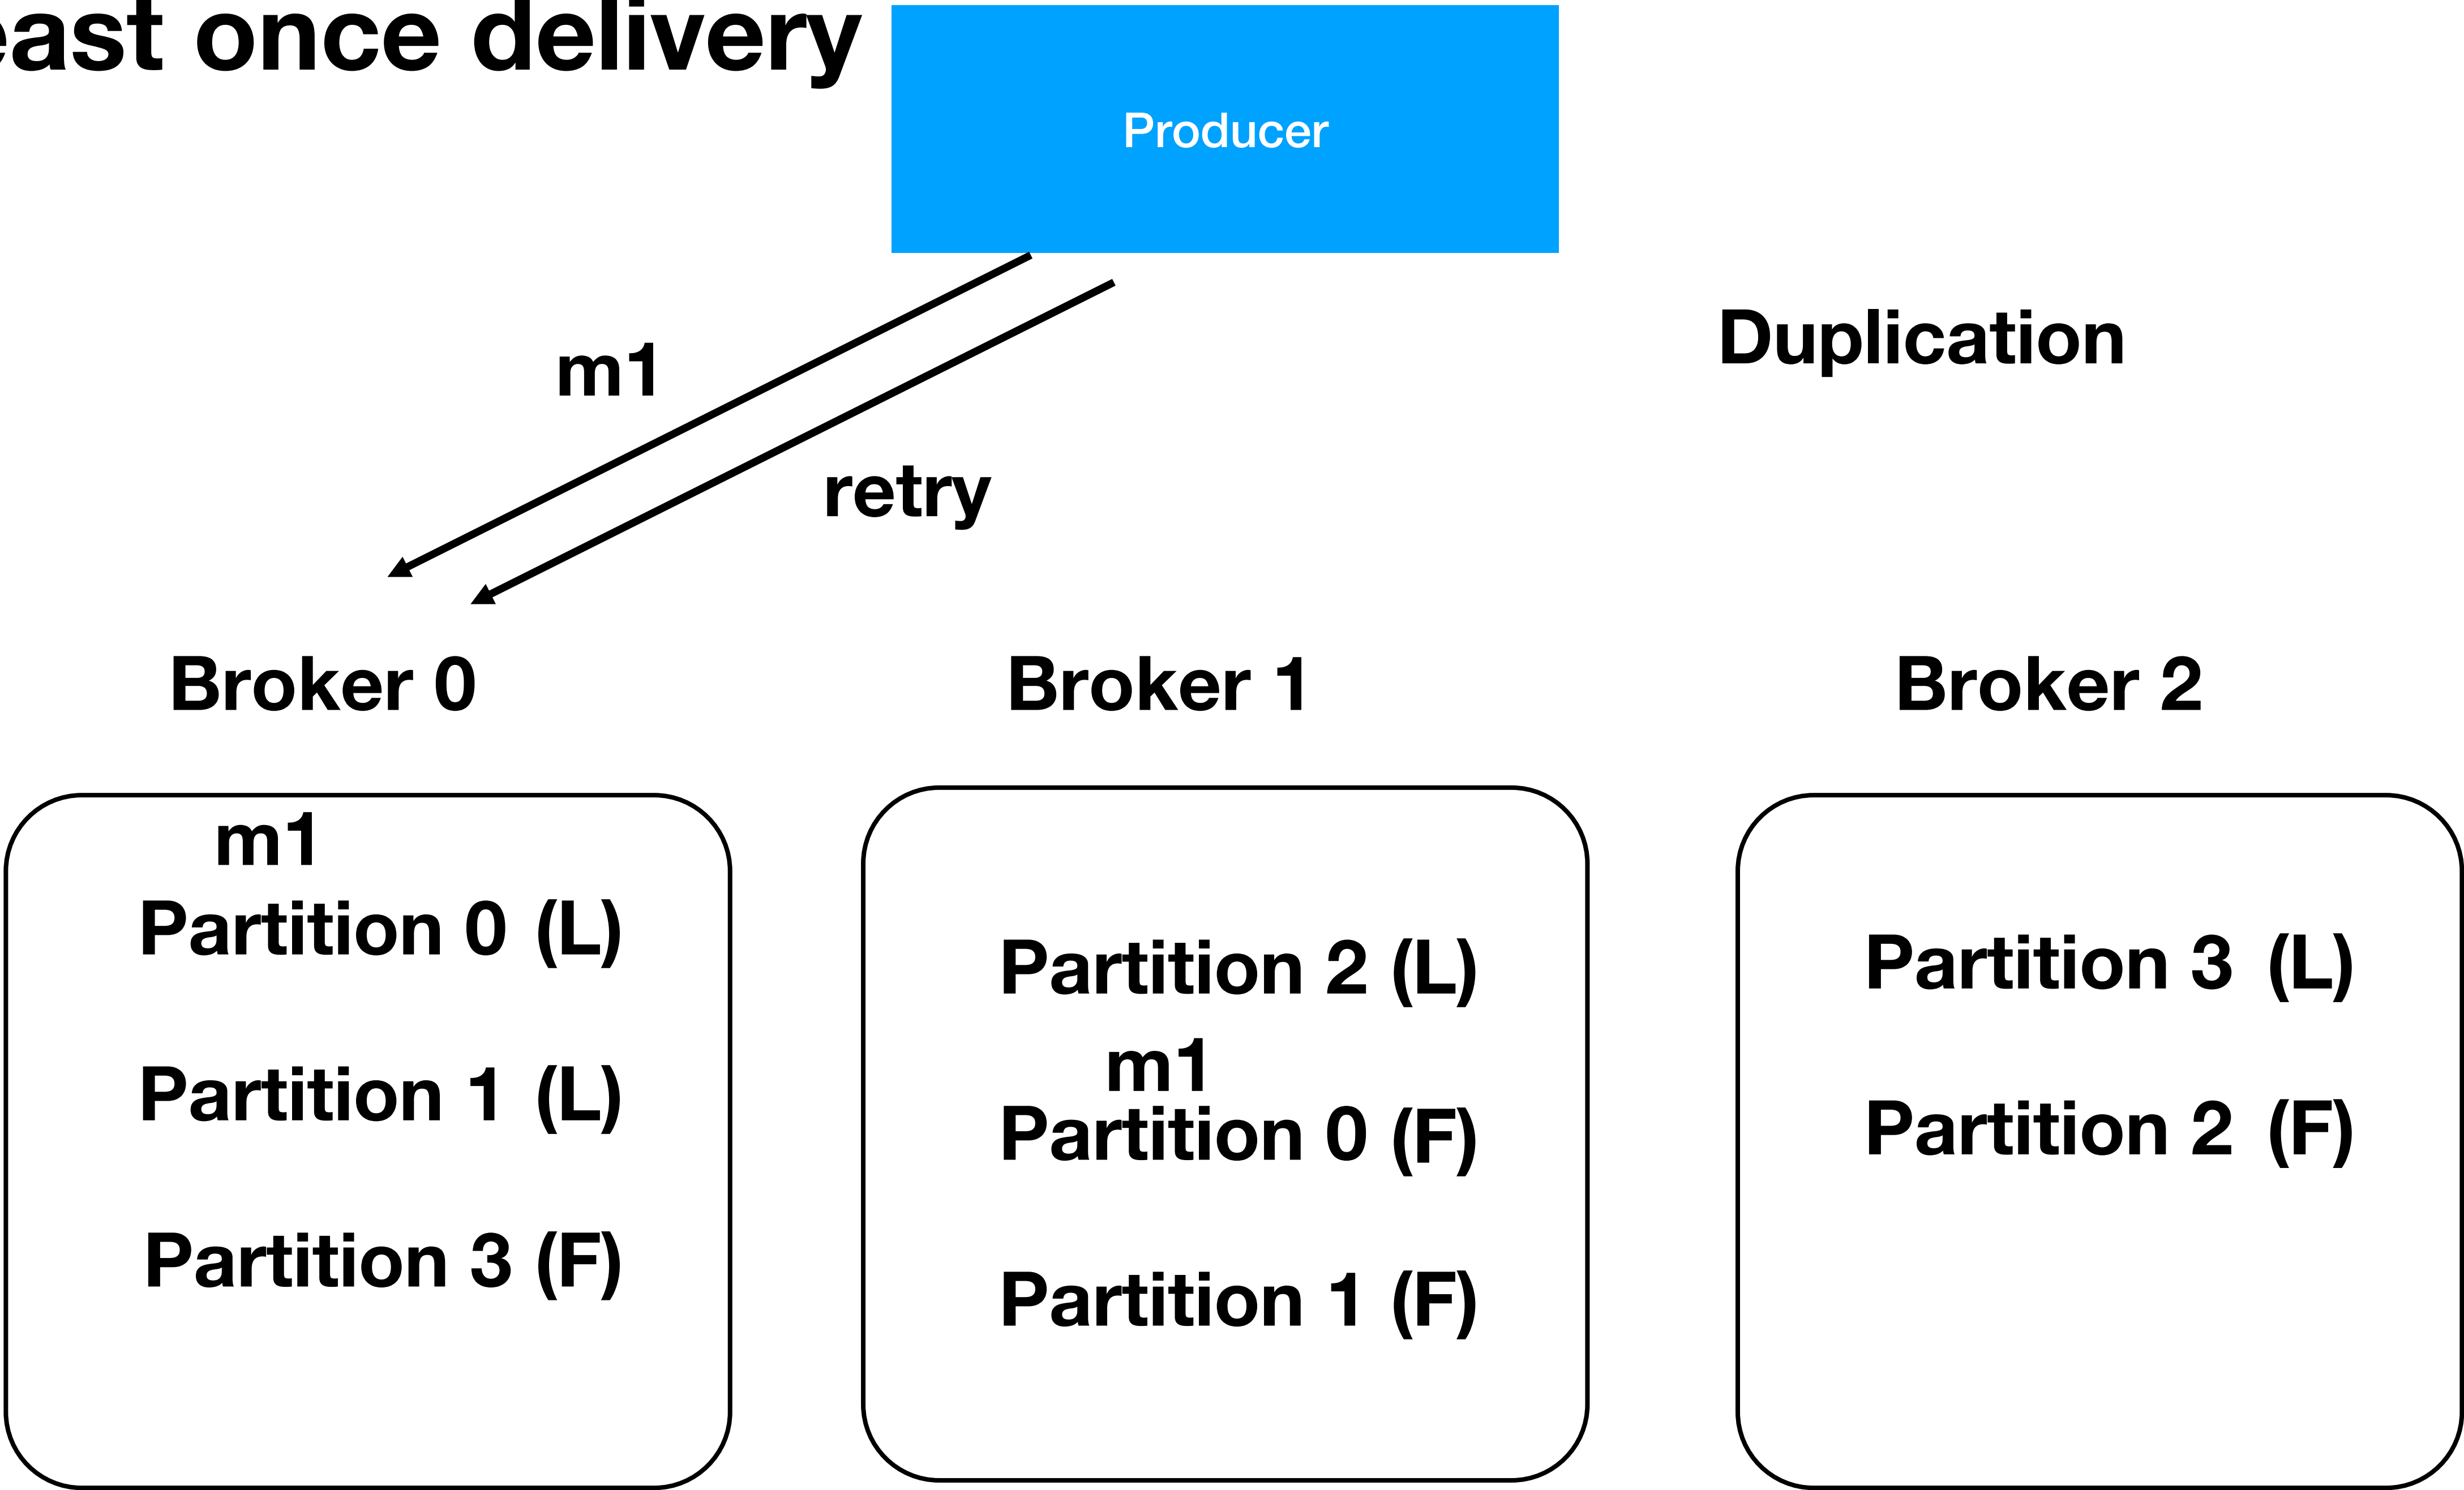 east once delivery
Producer
Duplication
m1
retry
Broker 0
Broker 1
Broker 2
m1
Partition 0 (L)
Partition 1 (L)
Partition 3 (F)
Partition 2 (L)
m1
Partition 0 (F)
Partition 1 (F)
Partition 3 (L)
Partition 2 (F)